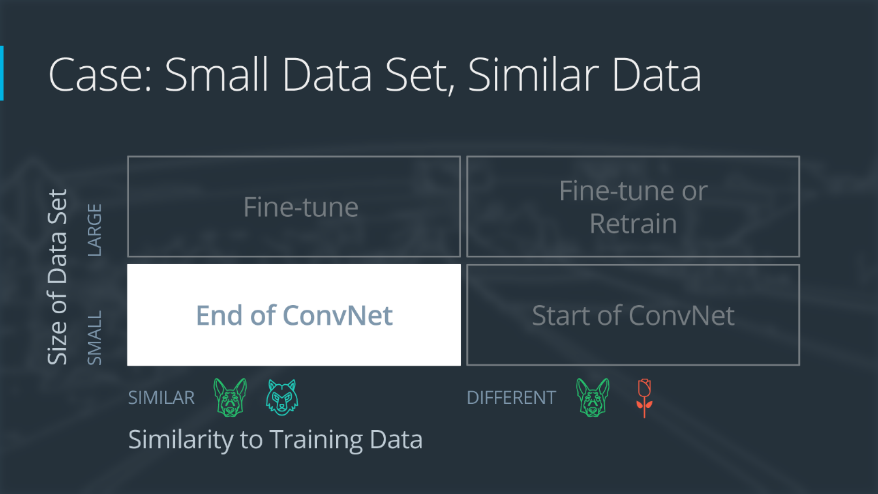 Case: Small Data Set, Similar Data
Size of Data Set
LARGE
SMALL
Fine-tune
Fine-tune or
Retrain
End of ConvNet
Start of ConvNet
SIMILAR
DIFFERENT
Similarity to Training Data